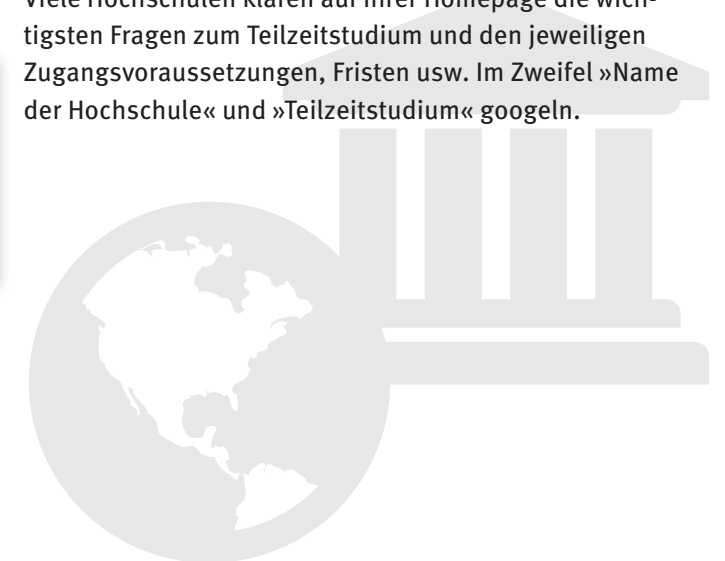 Viele Hochschulen klären auf ihrer Homepage die wich-
tigsten Fragen zum Teilzeitstudium und den jeweiligen
Zugangsvoraussetzungen, Fristen usw. Im Zweifel »Name
der Hochschule« und »Teilzeitstudium« googeln.